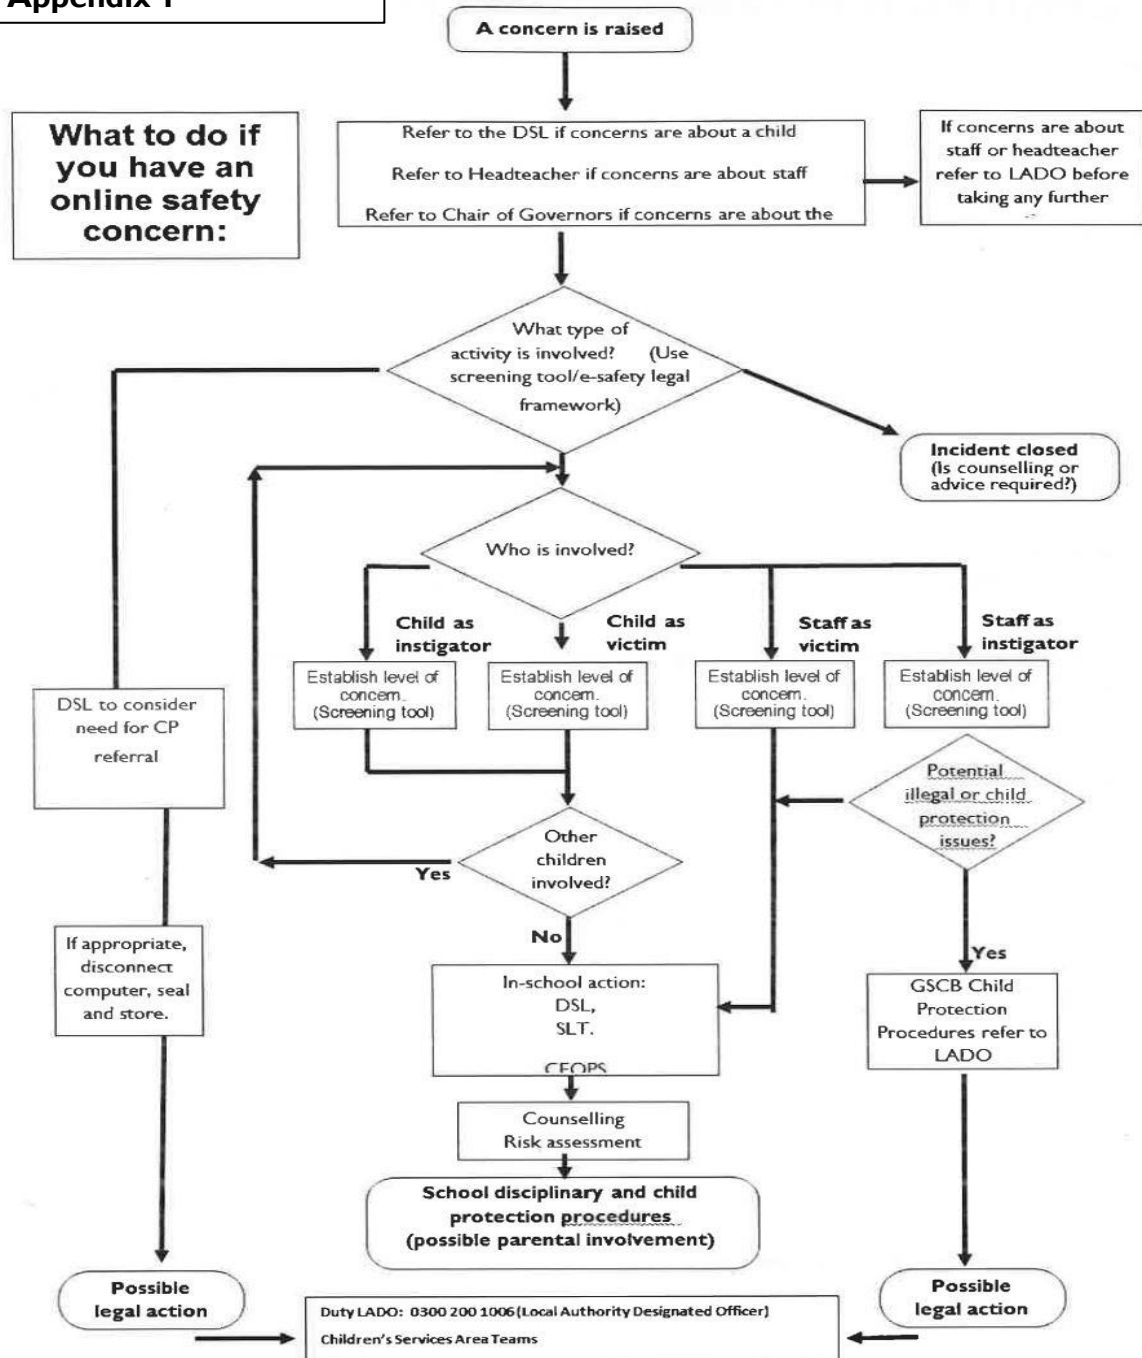 Appendix 1
A concern is raised
What to do if
you have an
online safety
concern:
Refer to the DSL if concerns are about a child
Refer to Headteacher if concerns are about staff
Refer to Chair of Governors if concerns are about the
If concerns are about
staff or headteacher
refer to LADO before
taking any further
What type of
activity is involved? (Use
screening tool/e-safety legal
framework)
Incident closed
(Is counselling or
advice required?)
Who is involved?
Child as
instigator
Child as
victim
Staff as
victim
Staff as
instigator
Establish level of
concern.
(Screening tool)
Establish level of
concern.
(Screening tool)
Establish level of
concern.
(Screening tool)
Establish level of
concern.
(Screening tool)
DSL to consider
need for CP
referral
Potential
illegal or child
protection
issues?
Other
children
involved?
Yes
No
Yes
If appropriate,
disconnect
computer, seal
and store.
In-school action:
DSL,
SLT.
CEOPS
GSCB Child
Protection
Procedures refer to
LADO
Counselling
Risk assessment
School disciplinary and child
protection procedures
(possible parental involvement)
Possible
legal action
Possible
legal action
Duty LADO: 0300 200 1006(Local Authority Designated Officer)
Children's Services Area Teams